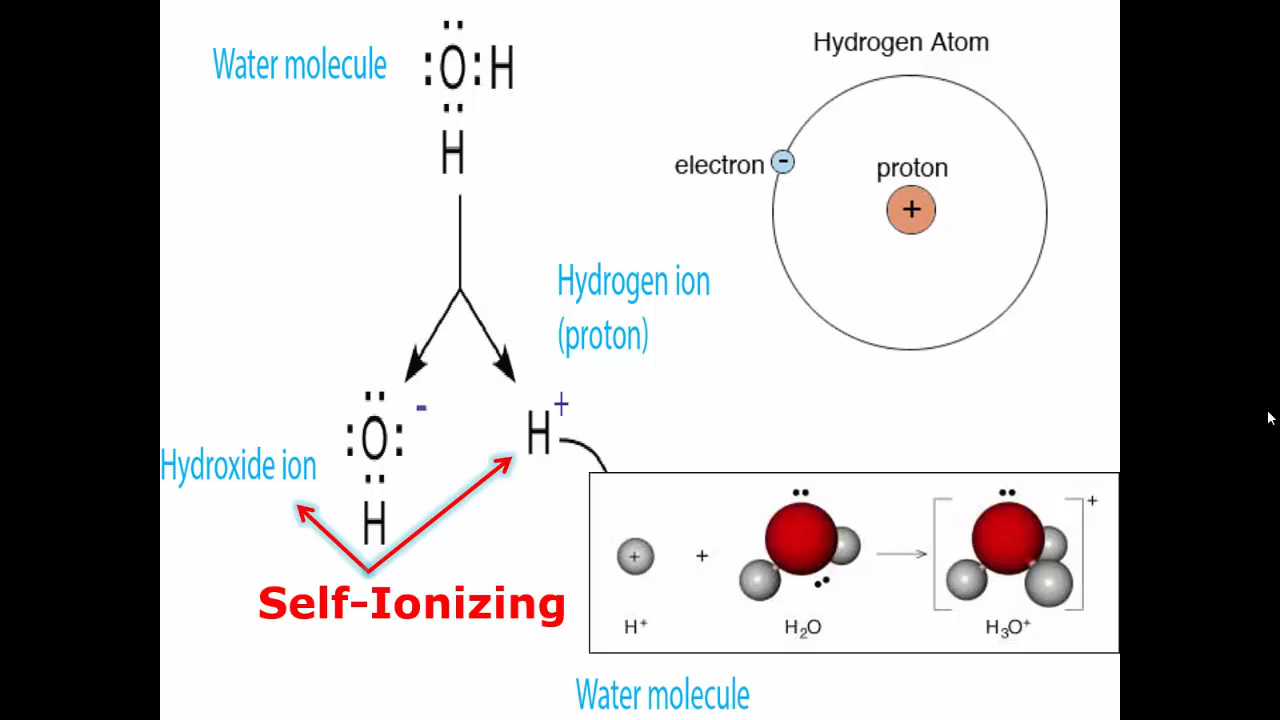 Water molecule
:O:H
H
Hydrogen Atom
electron
-
proton
+
Hydrogen ion
(proton)
:O: -
H
H+
Hydroxide ion
Self-Ionizing
+
+
+
H⁺
H₂O
H₃O⁺
Water molecule